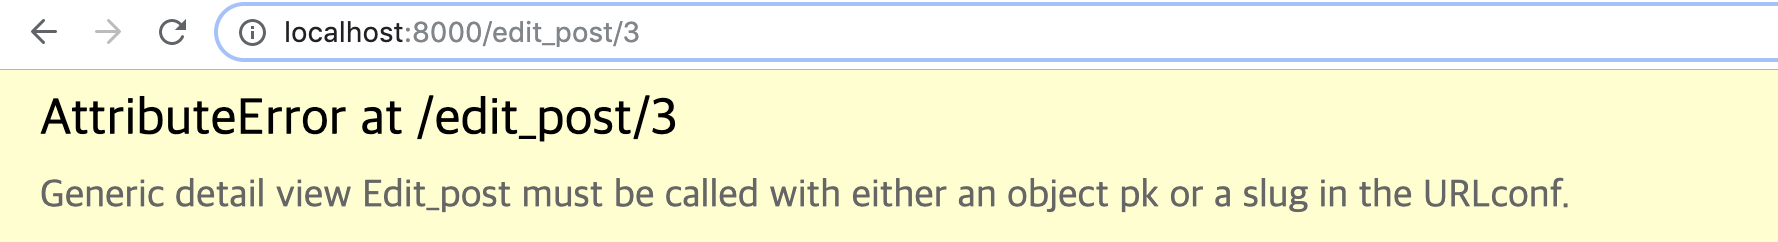 localhost:8000/edit_post/3
AttributeError at /edit_post/3
Generic detail view Edit_post must be called with either an object pk or a slug in the URLconf.